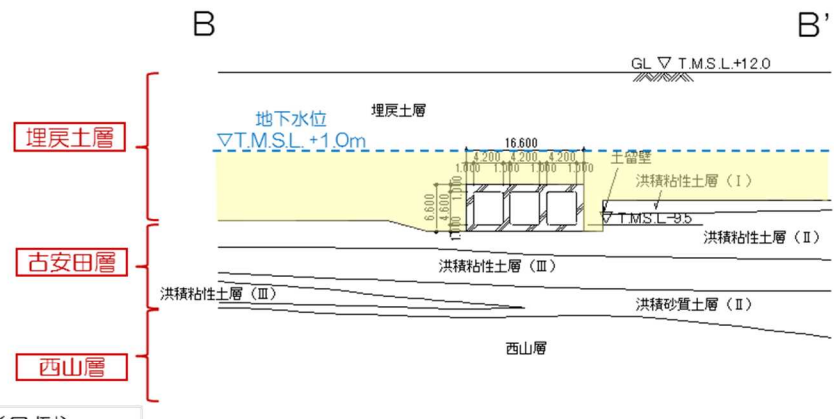 B
B’
GL ▽ T.M.S.L.+12.0
埋戻土層
地下水位
▽T.M.S.L. +1.0m
埋戻土層
16.600
4.200 4.200 4.200
1.000 1.000 1.000 1.000
土留壁
洪積粘性土層（Ⅰ）
6.600
1.000
4.600
1.000
▽T.M.S.L-9.5
洪積粘性土層（Ⅱ）
古安田層
洪積粘性土層（Ⅲ）
洪積粘性土層（Ⅲ）
洪積砂質土層（Ⅱ）
西山層
西山層